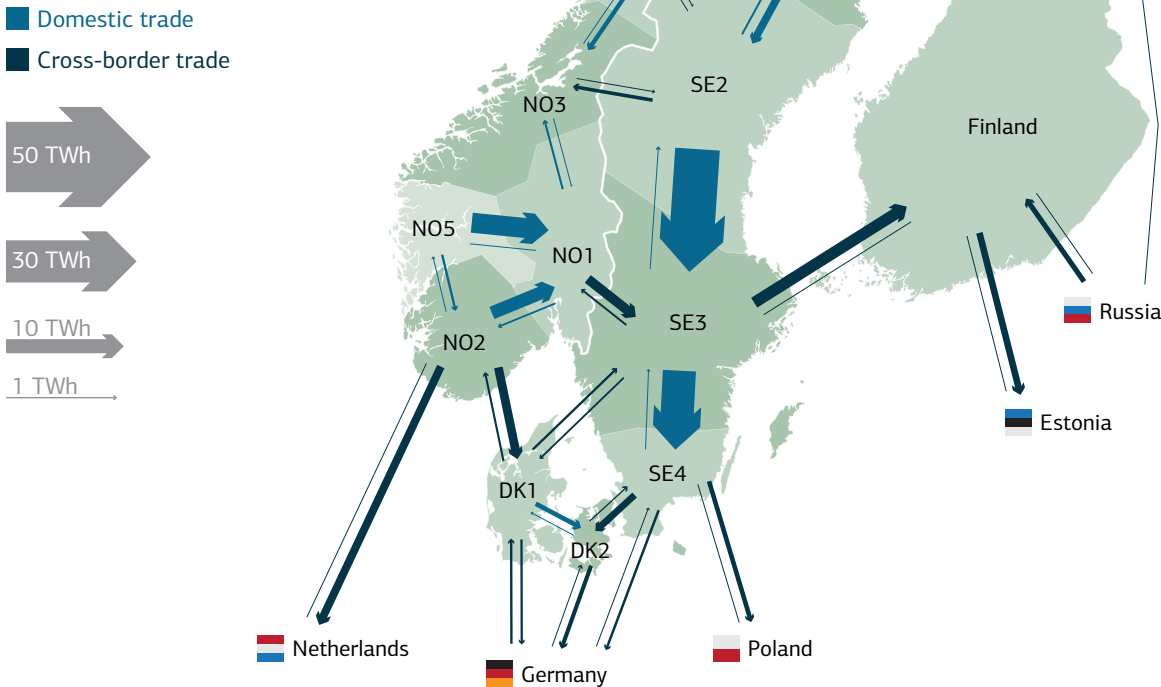 Domestic trade
Cross-border trade
50 TWh
30 TWh
10 TWh
1 TWh
SE2
NO3
Finland
NO5
NO1
SE3
NO2
Russia
Estonia
SE4
DK1
DK2
Netherlands
Germany
Poland